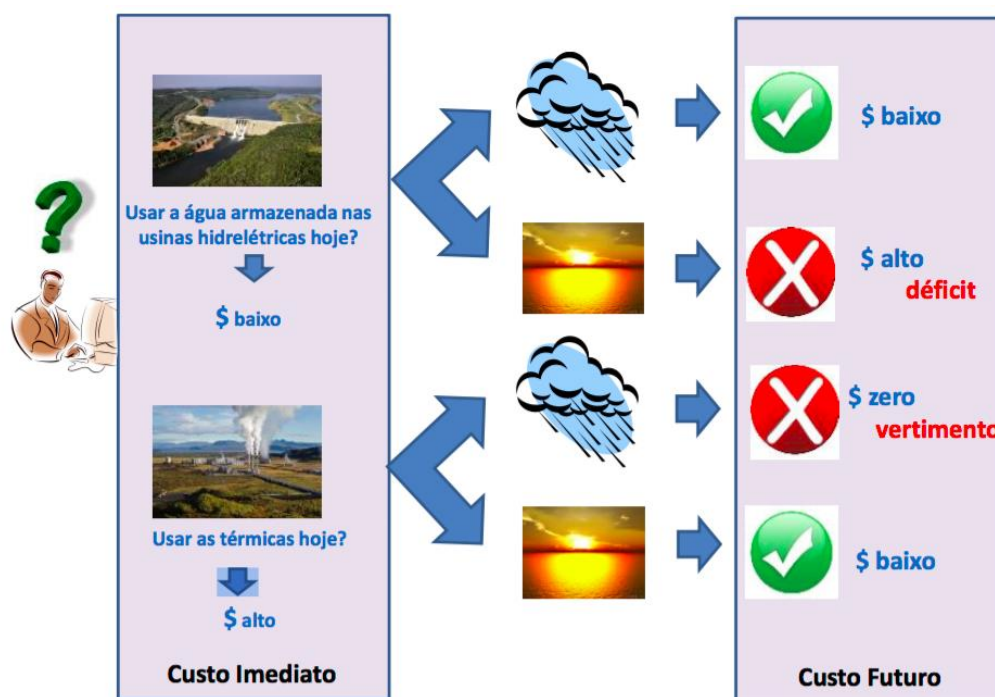 Usar a água armazenada nas
usinas hidrelétricas hoje?
$ baixo
Usar as térmicas hoje?
$ alto
Custo Imediato
$ baixo
$ alto
déficit
$ zero
vertimento
$ baixo
Custo Futuro